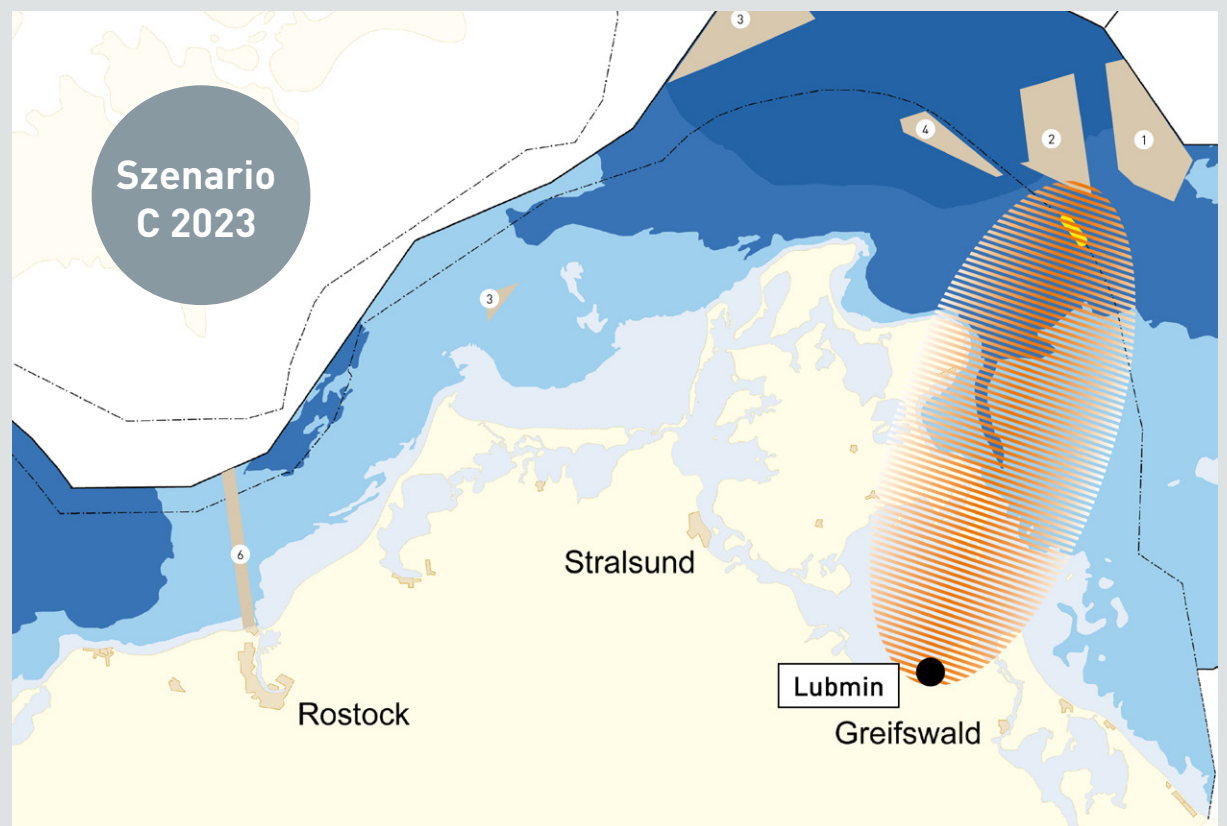 3
Szenario
C 2023
4
2
1
3
6
Stralsund
Lubmin
Rostock
Greifswald